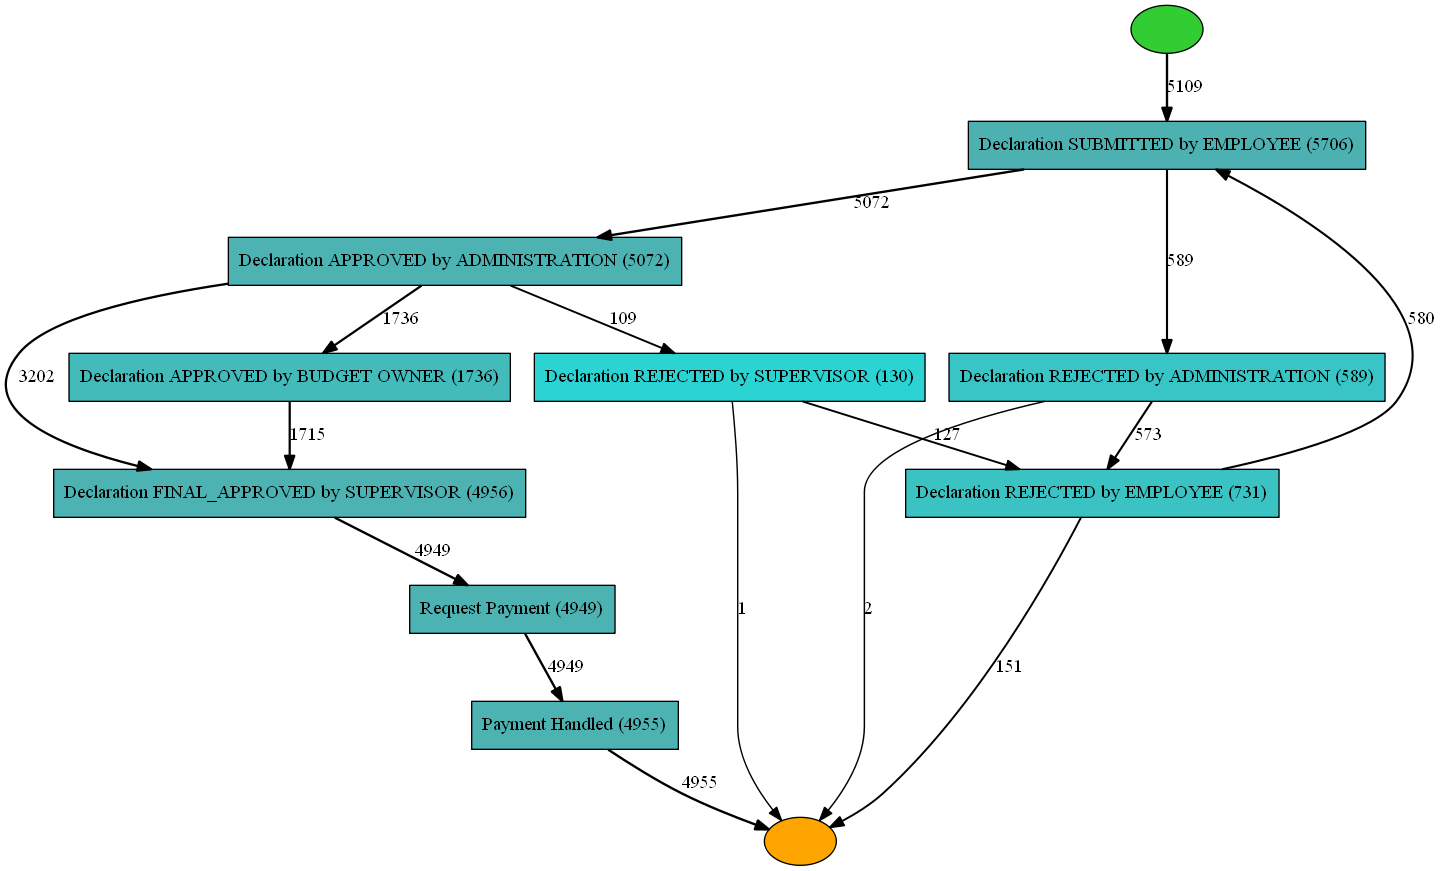 5109
Declaration SUBMITTED by EMPLOYEE (5706)
5072
Declaration APPROVED by ADMINISTRATION (5072)
589
1736
109
580
3202
Declaration APPROVED by BUDGET OWNER (1736)
Declaration REJECTED by SUPERVISOR (130)
Declaration REJECTED by ADMINISTRATION (589)
1715
127
573
Declaration FINAL_APPROVED by SUPERVISOR (4956)
Declaration REJECTED by EMPLOYEE (731)
4949
Request Payment (4949)
1
2
4949
151
Payment Handled (4955)
4955